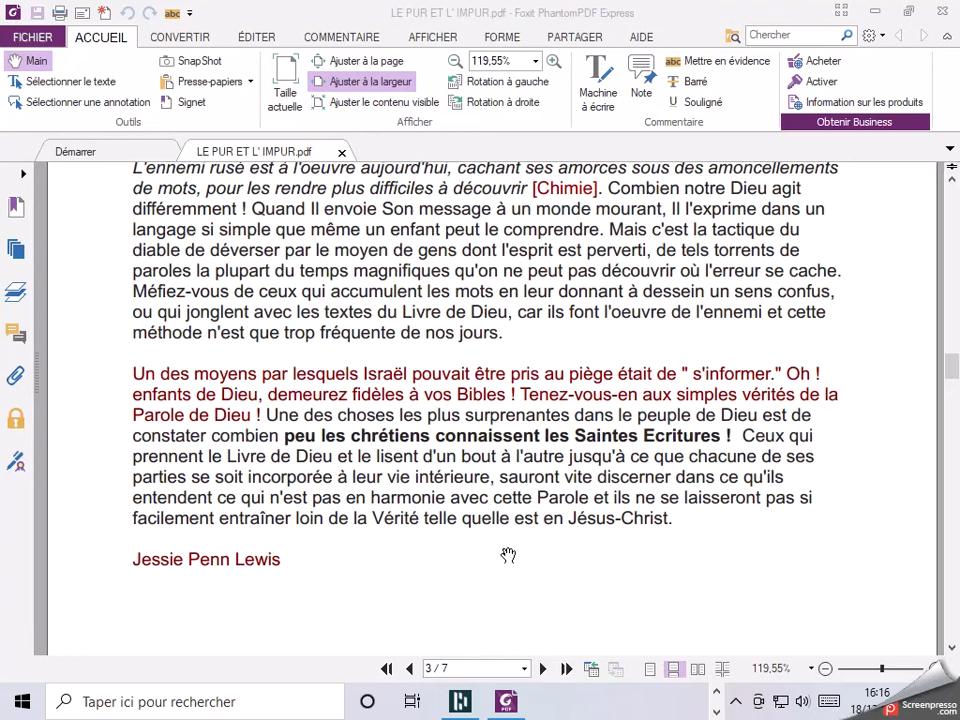 LE PUR ET L' IMPUR.pdf - Foxit PhantomPDF Express
FICHIER ACCUEIL CONVERTIR ÉDITER COMMENTAIRE AFFICHER FORME PARTAGER AIDE Chercher
Main SnapShot Ajuster à la page 119,55% Mettre en évidence Acheter
Sélectionner le texte Presse-papiers Ajuster à la largeur Rotation à gauche Barré Activer
Sélectionner une annotation Signet Taille actuelle Ajuster le contenu visible Rotation à droite Machine à écrire Note Souligné Information sur les produits
Outils Afficher Commentaire Obtenir Business
Démarrer LE PUR ET L' IMPUR.pdf
L'ennemi rusé est à l'oeuvre aujourd'hui, cachant ses amorces sous des amoncellements
de mots, pour les rendre plus difficiles à découvrir [Chimie]. Combien notre Dieu agit
différemment ! Quand Il envoie Son message à un monde mourant, Il l'exprime dans un
langage si simple que même un enfant peut le comprendre. Mais c'est la tactique du
diable de déverser par le moyen de gens dont l'esprit est perverti, de tels torrents de
paroles la plupart du temps magnifiques qu'on ne peut pas découvrir où l'erreur se cache.
Méfiez-vous de ceux qui accumulent les mots en leur donnant à dessein un sens confus,
ou qui jonglent avec les textes du Livre de Dieu, car ils font l'oeuvre de l'ennemi et cette
méthode n'est que trop fréquente de nos jours.
Un des moyens par lesquels Israël pouvait être pris au piège était de " s'informer." Oh !
enfants de Dieu, demeurez fidèles à vos Bibles ! Tenez-vous-en aux simples vérités de la
Parole de Dieu ! Une des choses les plus surprenantes dans le peuple de Dieu est de
constater combien peu les chrétiens connaissent les Saintes Ecritures ! Ceux qui
prennent le Livre de Dieu et le lisent d'un bout à l'autre jusqu'à ce que chacune de ses
parties se soit incorporée à leur vie intérieure, sauront vite discerner dans ce qu'ils
entendent ce qui n'est pas en harmonie avec cette Parole et ils ne se laisseront pas si
facilement entraîner loin de la Vérité telle quelle est en Jésus-Christ.
Jessie Penn Lewis
3 / 7 119,55%
Taper ici pour rechercher 16:16
Screenpresso
.com